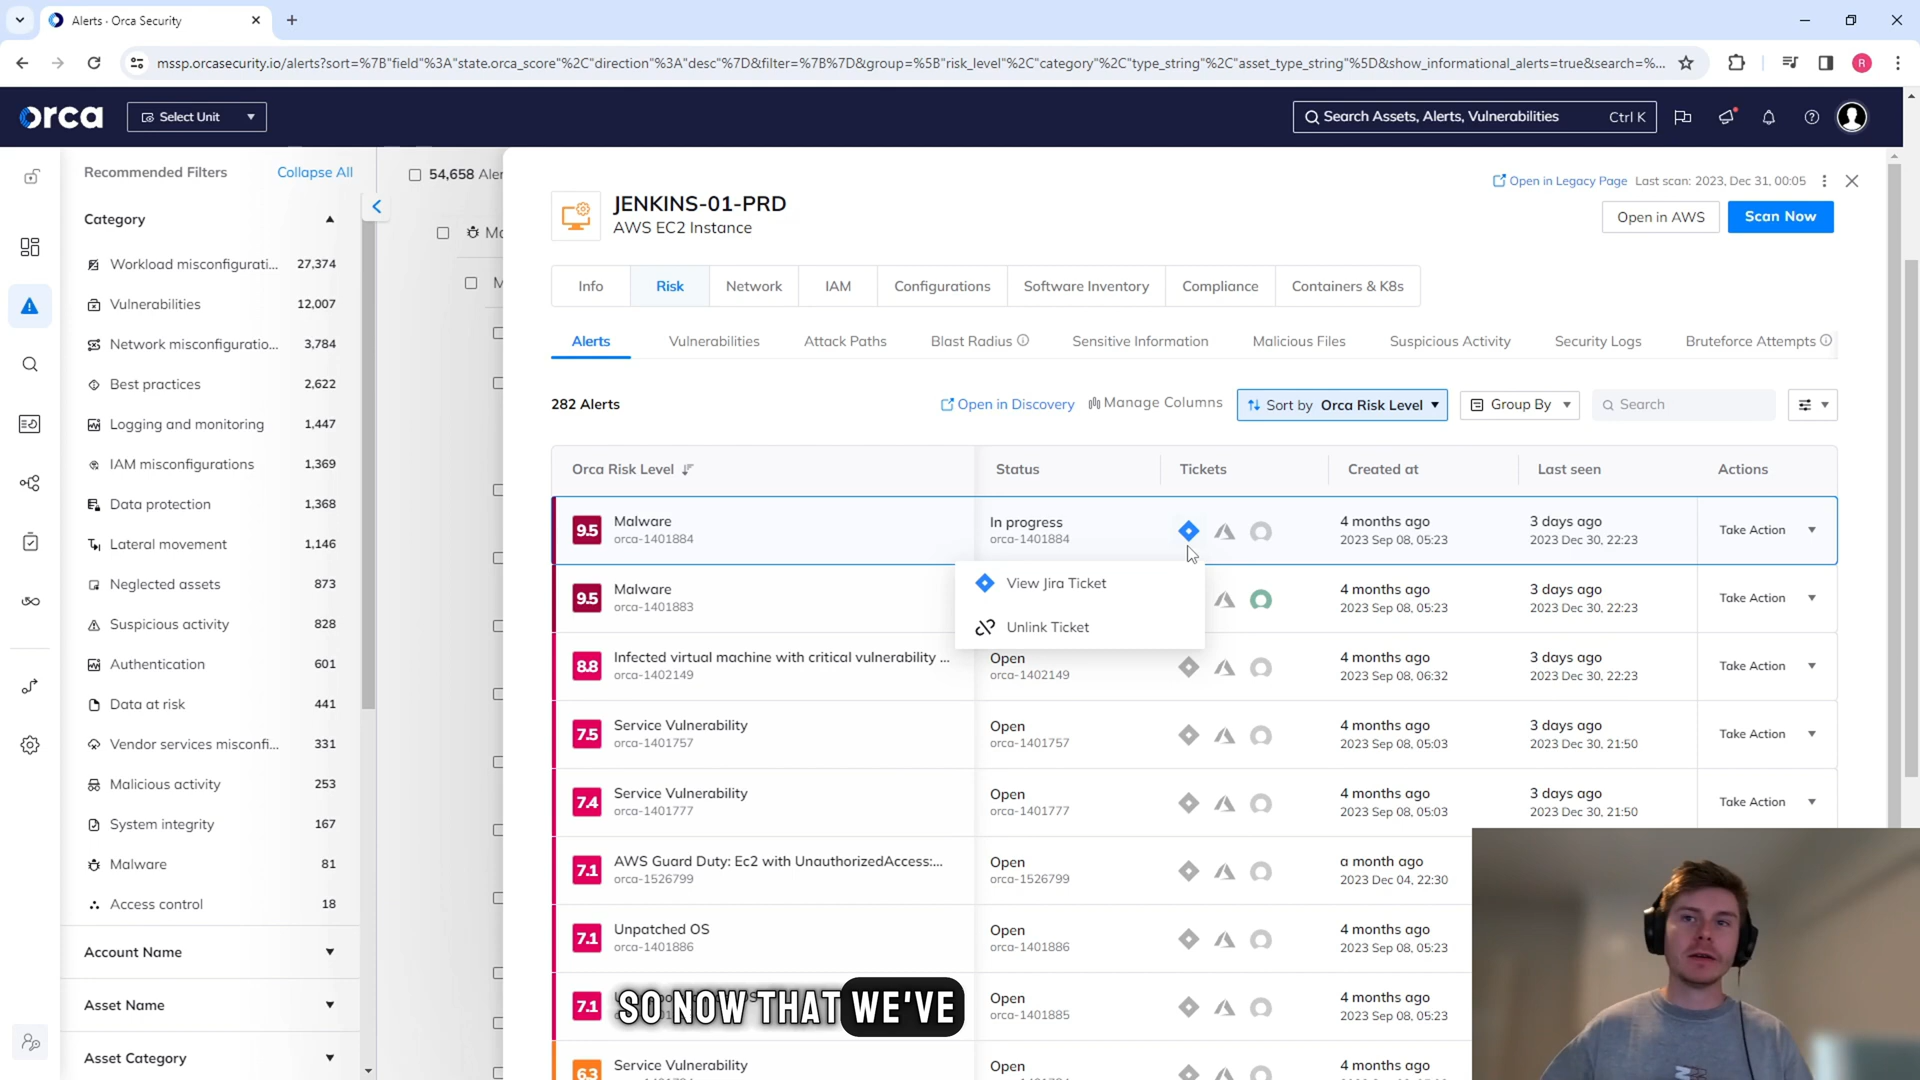 Alerts - Orca Security
mssp.orcasecurity.io/alerts?sort=%7B"field"%3A"state.orca_score"%2C"direction"%3A"desc"%7D&filter=%7B%7D&group=%5B"risk_level"%2C"category"%2C"type_string"%2C"asset_type_string"%5D&show_informational_alerts=true&search=%...
R
orca
Select Unit
Search Assets, Alerts, Vulnerabilities Ctrl K
Recommended Filters Collapse All
Category
Workload misconfigurati... 27,374
Vulnerabilities 12,007
Network misconfiguratio... 3,784
Best practices 2,622
Logging and monitoring 1,447
IAM misconfigurations 1,369
Data protection 1,368
Lateral movement 1,146
Neglected assets 873
Suspicious activity 828
Authentication 601
Data at risk 441
Vendor services misconfi... 331
Malicious activity 253
System integrity 167
Malware 81
Access control 18
Account Name
Asset Name
Asset Category
54,658 Aler
Ma
M
JENKINS-01-PRD
AWS EC2 Instance
Open in Legacy Page Last scan: 2023, Dec 31, 00:05
Open in AWS Scan Now
Info Risk Network IAM Configurations Software Inventory Compliance Containers & K8s
Alerts Vulnerabilities Attack Paths Blast Radius Sensitive Information Malicious Files Suspicious Activity Security Logs Bruteforce Attempts
282 Alerts Open in Discovery Manage Columns Sort by Orca Risk Level Group By Search
Orca Risk Level Status Tickets Created at Last seen Actions
9.5 Malware In progress 4 months ago 3 days ago Take Action
orca-1401884 orca-1401884 2023 Sep 08, 05:23 2023 Dec 30, 22:23
View Jira Ticket
Unlink Ticket
9.5 Malware 4 months ago 3 days ago Take Action
orca-1401883 2023 Sep 08, 05:23 2023 Dec 30, 22:23
8.8 Infected virtual machine with critical vulnerability ... Open 4 months ago 3 days ago Take Action
orca-1402149 orca-1402149 2023 Sep 08, 06:32 2023 Dec 30, 22:23
7.5 Service Vulnerability Open 4 months ago 3 days ago Take Action
orca-1401757 orca-1401757 2023 Sep 08, 05:03 2023 Dec 30, 21:50
7.4 Service Vulnerability Open 4 months ago 3 days ago Take Action
orca-1401777 orca-1401777 2023 Sep 08, 05:03 2023 Dec 30, 21:50
7.1 AWS Guard Duty: Ec2 with UnauthorizedAccess:... Open a month ago
orca-1526799 orca-1526799 2023 Dec 04, 22:30
7.1 Unpatched OS Open 4 months ago
orca-1401886 orca-1401886 2023 Sep 08, 05:23
7.1 Open 4 months ago
orca-1401885 2023 Sep 08, 05:23
SO NOW THAT WE'VE
6.3 Service Vulnerability Open 4 months ago